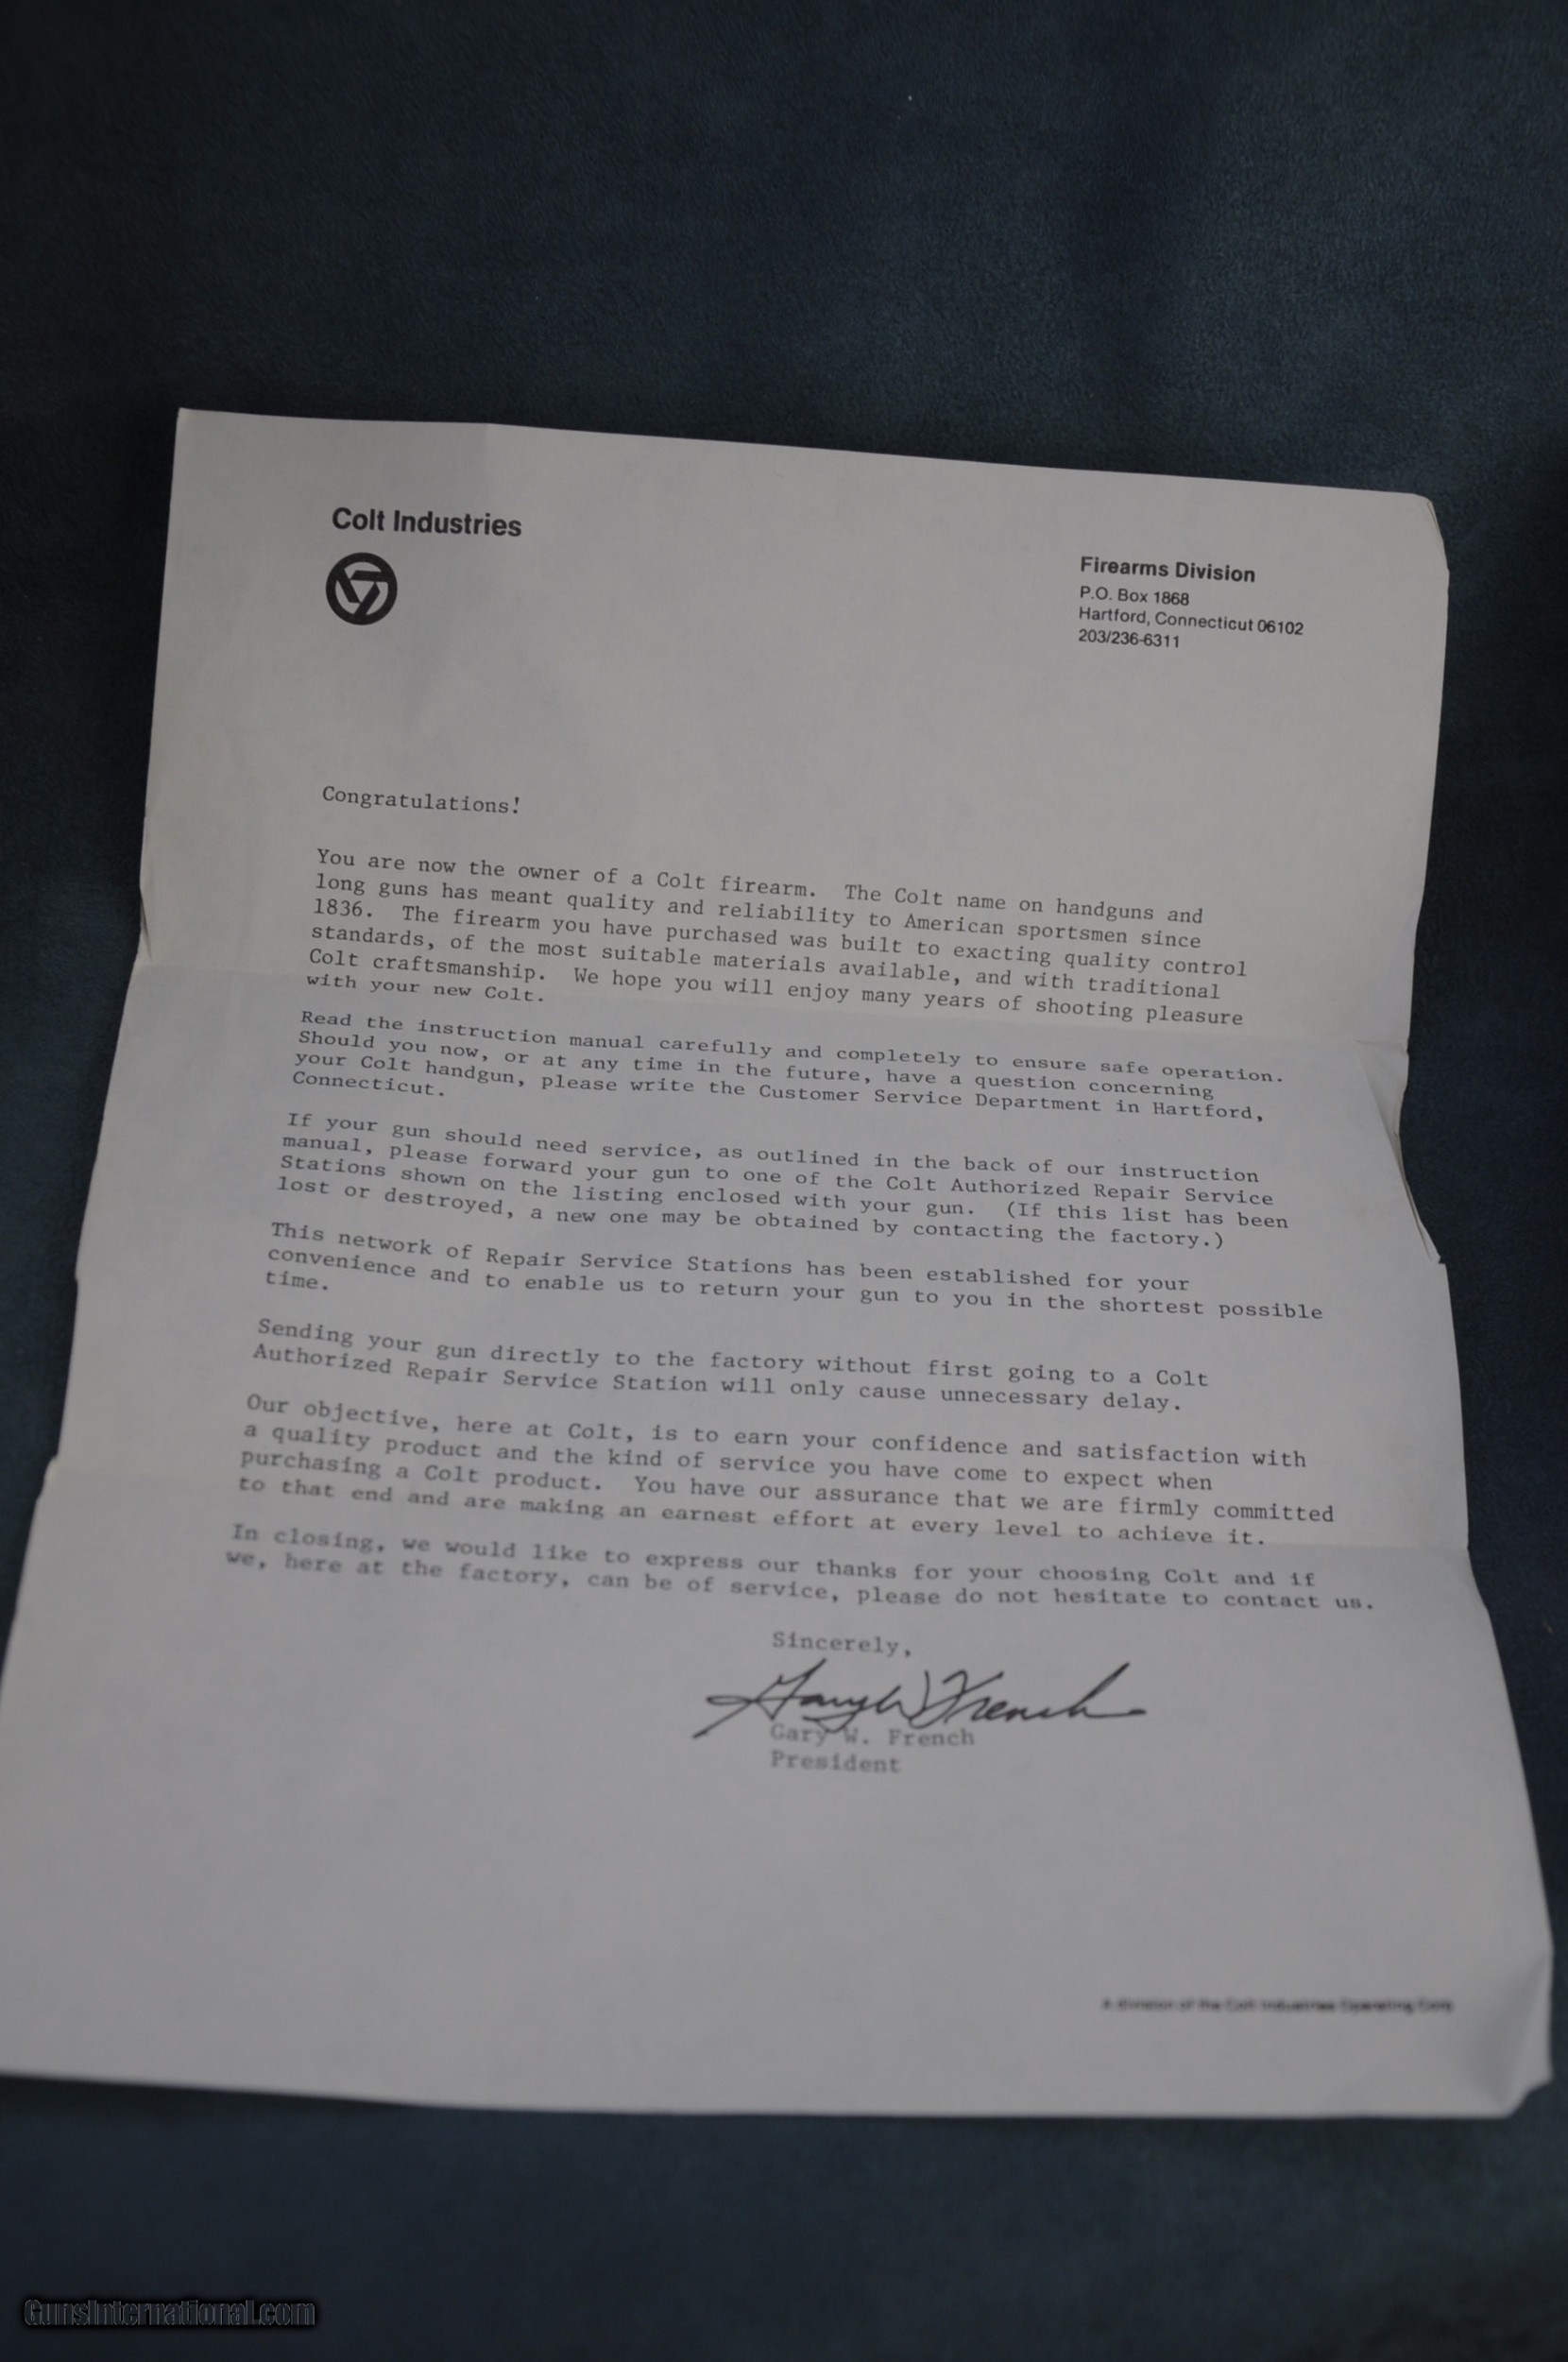 Colt Industries
Firearms Division
P.O. Box 1868
Hartford, Connecticut 06102
203/236-6311
Congratulations!
You are now the owner of a Colt firearm. The Colt name on handguns and
long guns has meant quality and reliability to American sportsmen since
1836. The firearm you have purchased was built to exacting quality control
standards, of the most suitable materials available, and with traditional
Colt craftsmanship. We hope you will enjoy many years of shooting pleasure
with your new Colt.
Read the instruction manual carefully and completely to ensure safe operation.
Should you now, or at any time in the future, have a question concerning
your Colt handgun, please write the Customer Service Department in Hartford,
Connecticut.
If your gun should need service, as outlined in the back of our instruction
manual, please forward your gun to one of the Colt Authorized Repair Service
Stations shown on the listing enclosed with your gun. (If this list has been
lost or destroyed, a new one may be obtained by contacting the factory.)
This network of Repair Service Stations has been established for your
convenience and to enable us to return your gun to you in the shortest possible
time.
Sending your gun directly to the factory without first going to a Colt
Authorized Repair Service Station will only cause unnecessary delay.
Our objective, here at Colt, is to earn your confidence and satisfaction with
a quality product and the kind of service you have come to expect when
purchasing a Colt product. You have our assurance that we are firmly committed
to that end and are making an earnest effort at every level to achieve it.
In closing, we would like to express our thanks for your choosing Colt and if
we, here at the factory, can be of service, please do not hesitate to contact us.
Sincerely,
Gary W French
Gary W. French
President
A division of the Colt Industries Operating Corp
GunsInternational.com